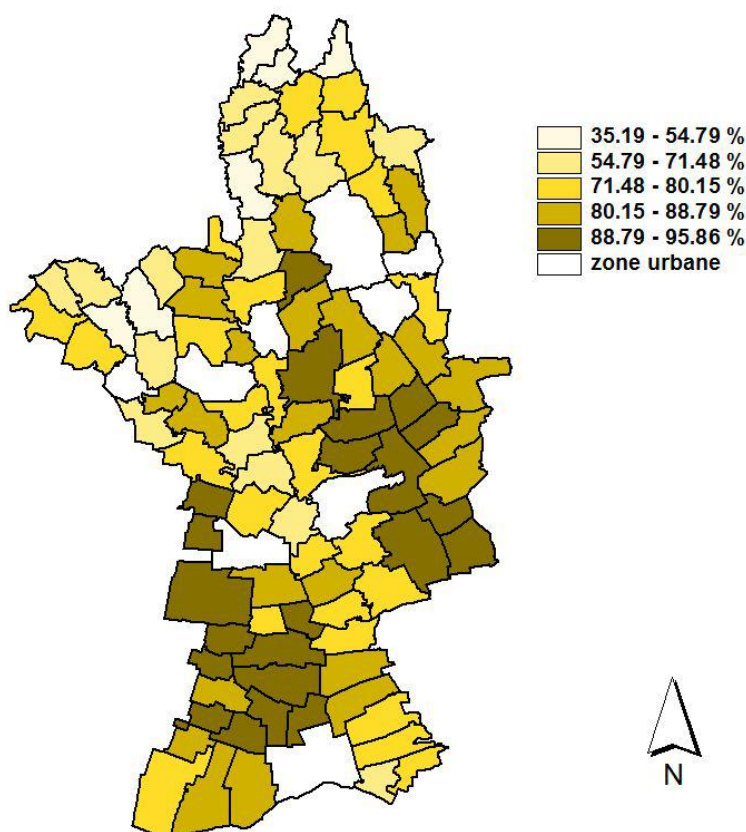 35.19 - 54.79 %
54.79 - 71.48 %
71.48 - 80.15 %
80.15 - 88.79 %
88.79 - 95.86 %
zone urbane
N